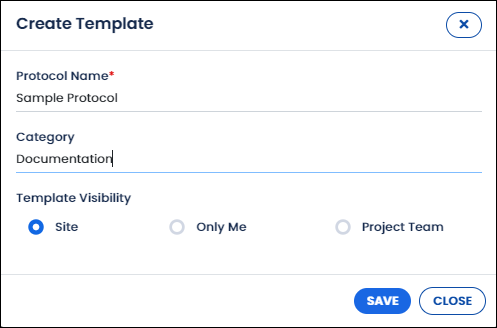 Create Template
Protocol Name*
Sample Protocol
Category
Documentation
Template Visibility
Site Only Me Project Team
SAVE CLOSE